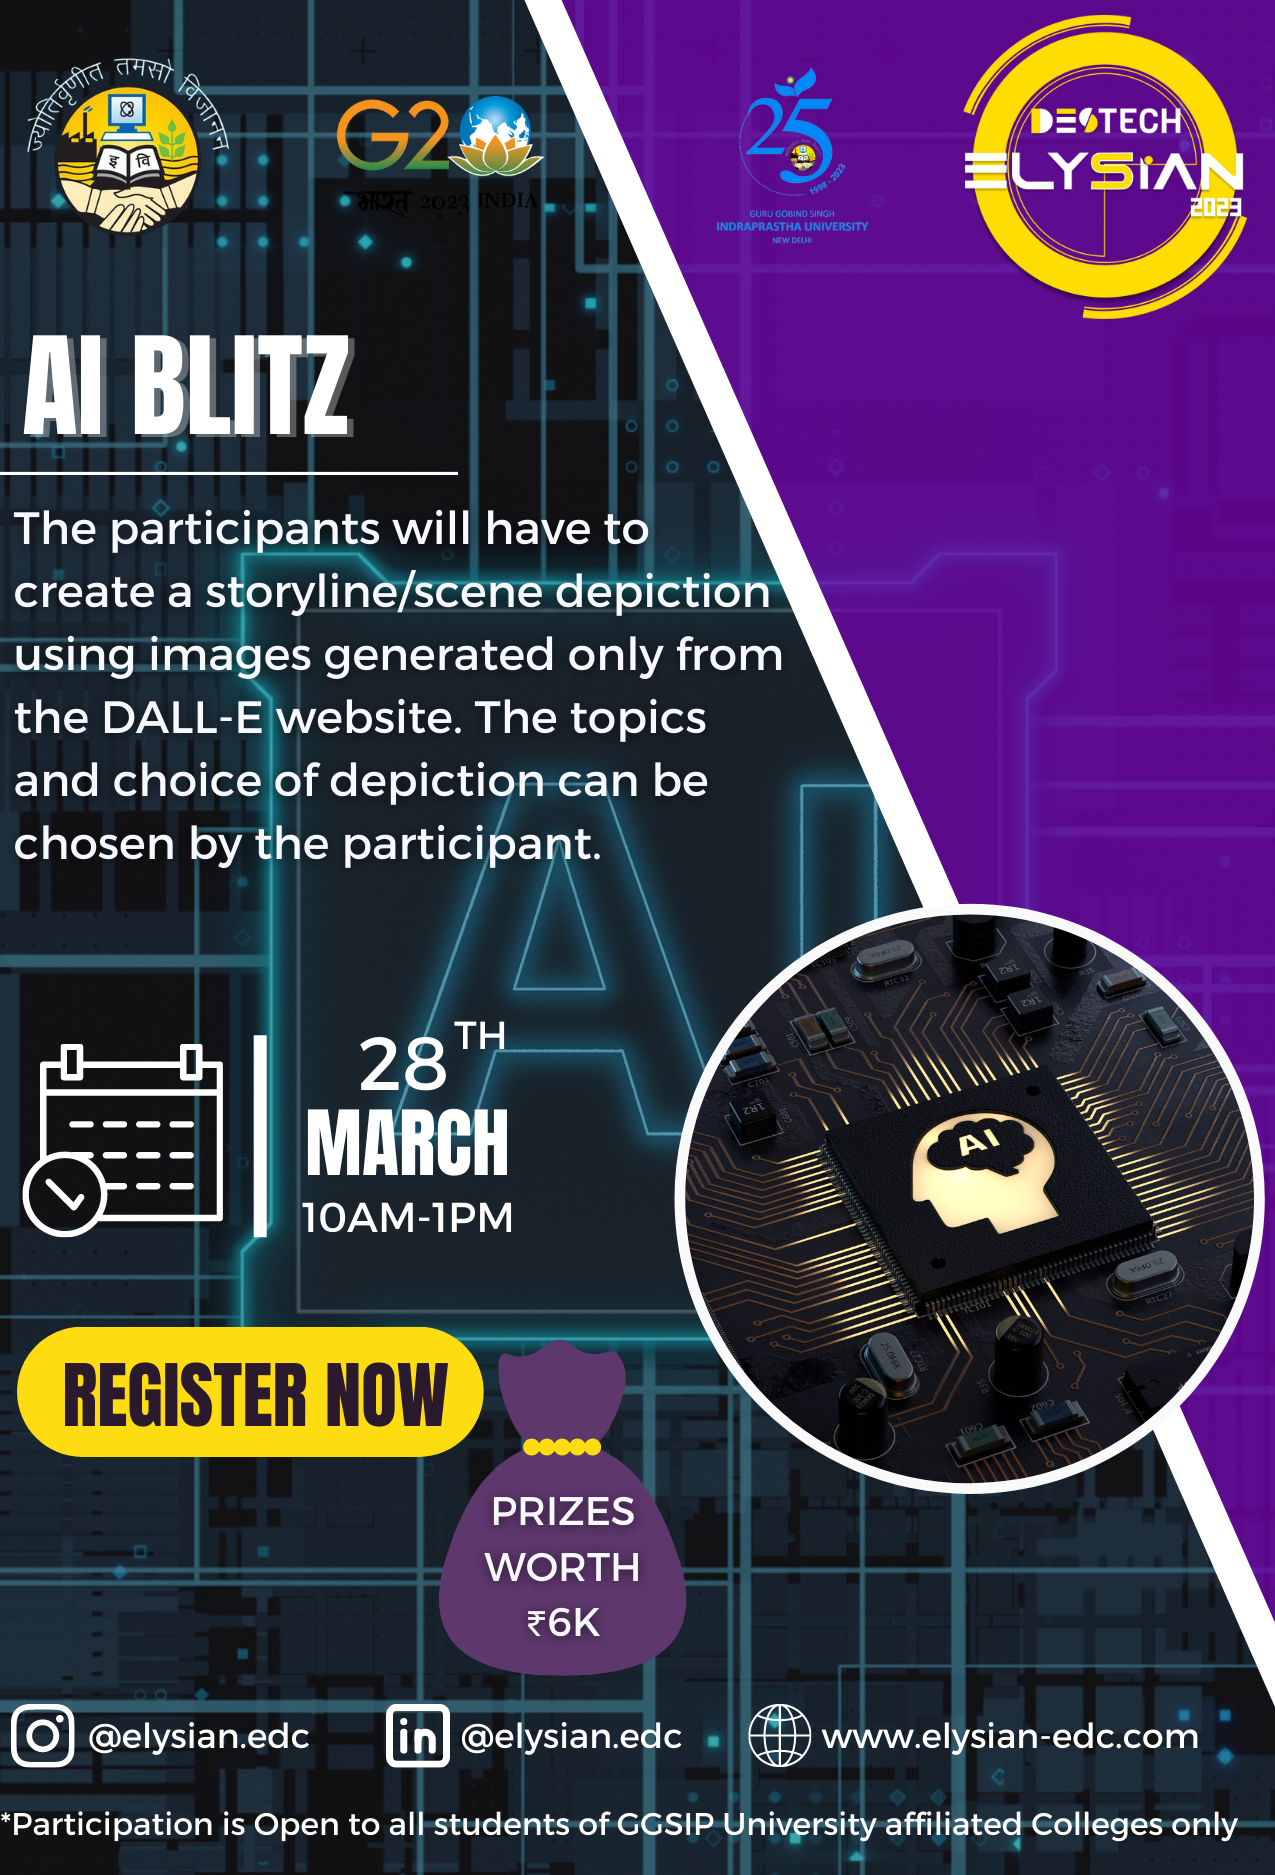 ज्योतिर्वृणीत तमसो विजानन
इ वि
G20
भारत 2023 INDIA
25
1998 - 2023
GURU GOBIND SINGH
INDRAPRASTHA UNIVERSITY
NEW DELHI
DESTECH
ELYSiAN
2023
AI BLITZ
The participants will have to
create a storyline/scene depiction
using images generated only from
the DALL-E website. The topics
and choice of depiction can be
chosen by the participant.
AI
28TH
MARCH
10AM-1PM
AI
REGISTER NOW
PRIZES
WORTH
₹6K
@elysian.edc
in @elysian.edc
www.elysian-edc.com
*Participation is Open to all students of GGSIP University affiliated Colleges only